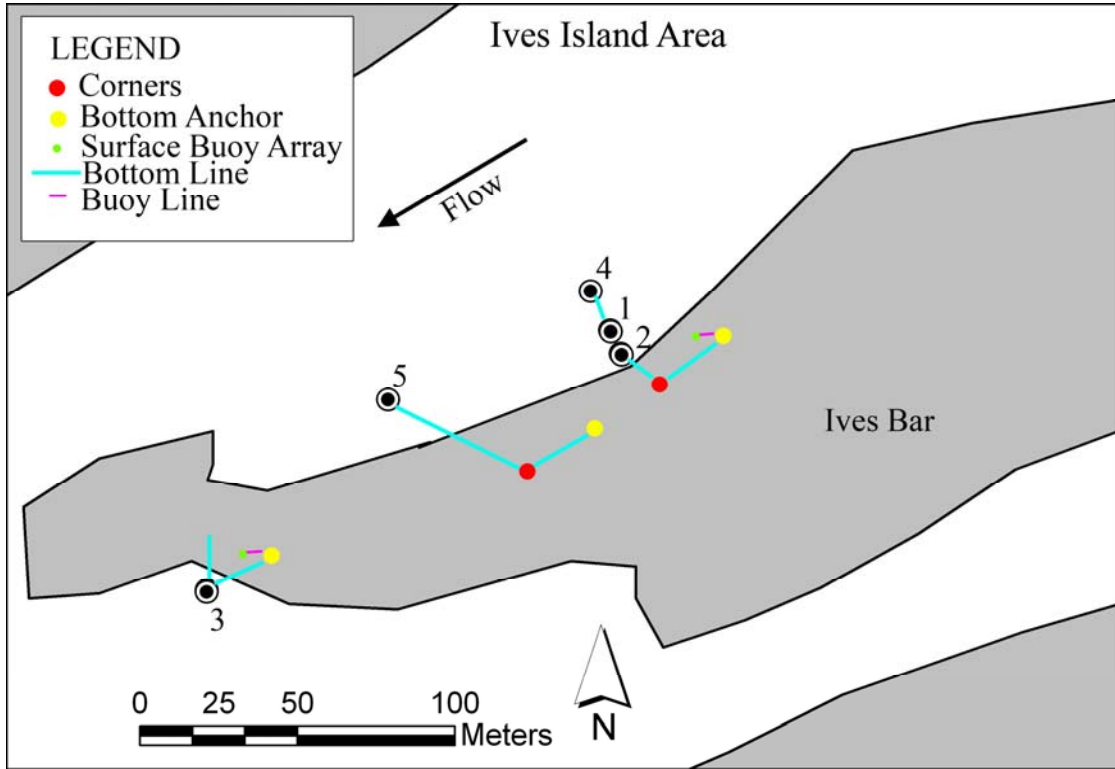 Ives Island Area
LEGEND
Corners
Bottom Anchor
Surface Buoy Array
Bottom Line
Buoy Line
Flow
4
1
2
5
Ives Bar
3
0 25 50 100
Meters
N